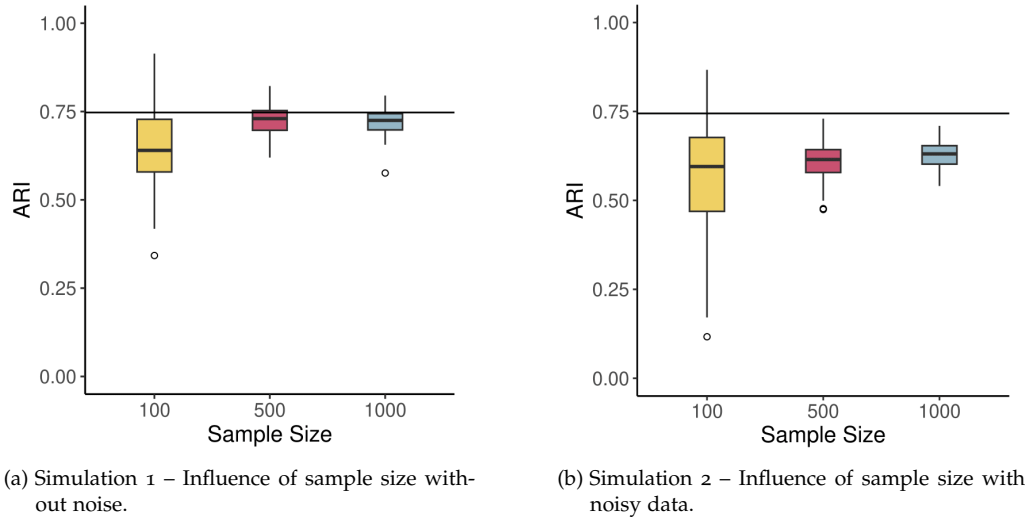 1.00
0.75
0.50
0.25
0.00
ARI
100 500 1000
Sample Size
(a) Simulation 1 – Influence of sample size with-
out noise.
1.00
0.75
0.50
0.25
0.00
ARI
100 500 1000
Sample Size
(b) Simulation 2 – Influence of sample size with
noisy data.